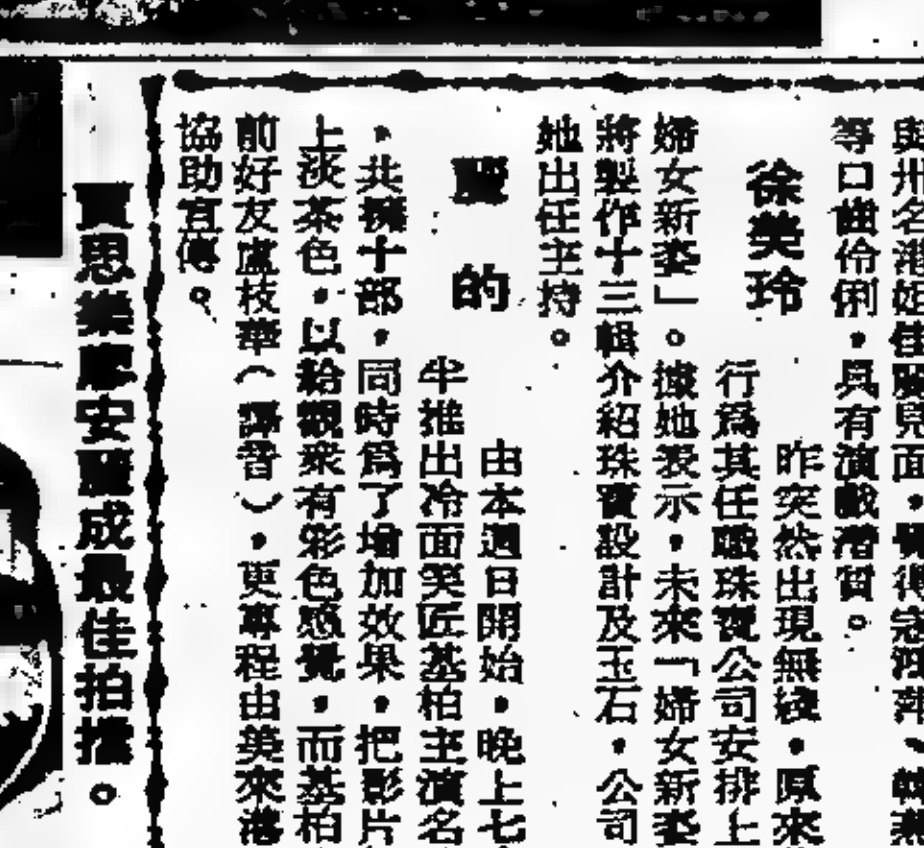 與卅名港姐佳麗見面，覺得
等口齒伶俐，具有演戲潛質。
徐美玲
昨突然出現無綫，原來
行為其任職珠寶公司安排上
婦女新姿」。據她表示，未來「婦女新姿
將製作十三輯介紹珠寶設計及玉石，公司
她出任主持。
麗的
由本週日開始，晚上七
半推出冷面笑匠基柏主演名
，共擁十部，同時為了增加效果，把影片
上淡茶色，以給觀衆有彩色感覺，而基柏
前好友盧枝華（譯音），更專程由美來港
協助宣傳。
賈思樂廖安麗成最佳拍擋。